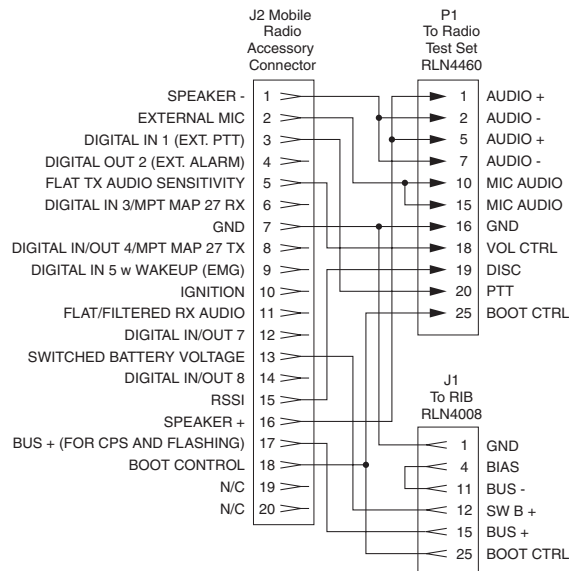 J2 Mobile
Radio
Accessory
Connector
P1
To Radio
Test Set
RLN4460
SPEAKER - 1
EXTERNAL MIC 2
DIGITAL IN 1 (EXT. PTT) 3
DIGITAL OUT 2 (EXT. ALARM) 4
FLAT TX AUDIO SENSITIVITY 5
DIGITAL IN 3/MPT MAP 27 RX 6
GND 7
DIGITAL IN/OUT 4/MPT MAP 27 TX 8
DIGITAL IN 5 w WAKEUP (EMG) 9
IGNITION 10
FLAT/FILTERED RX AUDIO 11
DIGITAL IN/OUT 7 12
SWITCHED BATTERY VOLTAGE 13
DIGITAL IN/OUT 8 14
RSSI 15
SPEAKER + 16
BUS + (FOR CPS AND FLASHING) 17
BOOT CONTROL 18
N/C 19
N/C 20
1 AUDIO +
2 AUDIO -
5 AUDIO +
7 AUDIO -
10 MIC AUDIO
15 MIC AUDIO
16 GND
18 VOL CTRL
19 DISC
20 PTT
25 BOOT CTRL
J1
To RIB
RLN4008
1 GND
4 BIAS
11 BUS -
12 SW B +
15 BUS +
25 BOOT CTRL